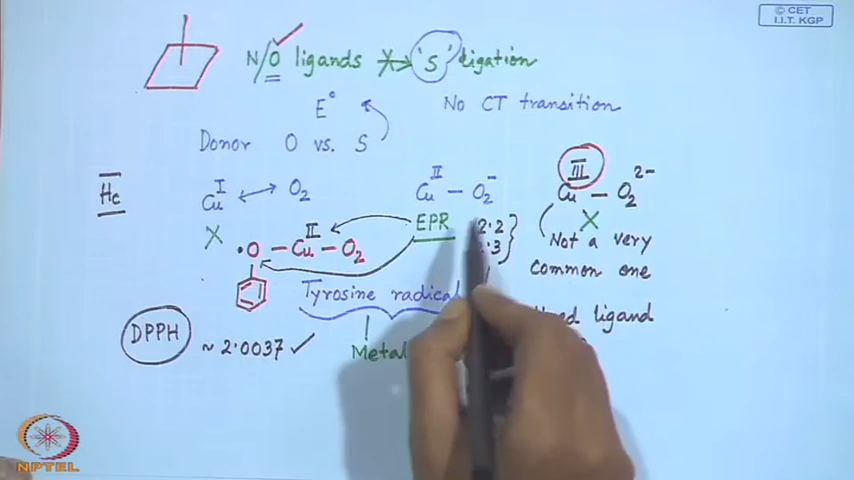 © CET
I.I.T. KGP
N/O ligands 'S' ligation
E° No CT transition
Donor O vs. S
Hc
Cu^I ↔ O2
Cu^II — O2^-
Cu^III — O2^2-
X
EPR 2.2
2.3
X
Not a very
common one
•O — Cu^II — O2
Tyrosine radical
ligand
DPPH
~ 2.0037 ✓
Metal
NPTEL